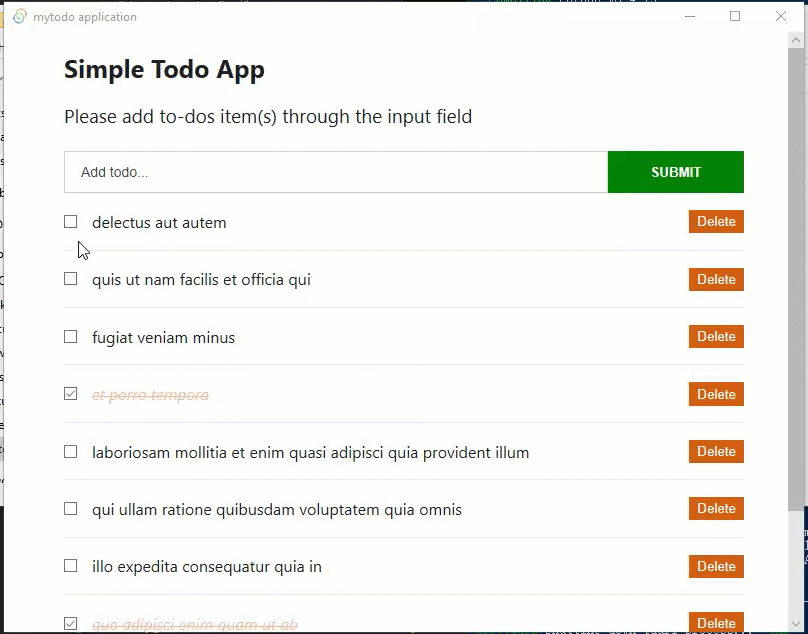 mytodo application
Simple Todo App
Please add to-dos item(s) through the input field
Add todo... SUBMIT
delectus aut autem Delete
quis ut nam facilis et officia qui Delete
fugiat veniam minus Delete
et porro tempora Delete
laboriosam mollitia et enim quasi adipisci quia provident illum Delete
qui ullam ratione quibusdam voluptatem quia omnis Delete
illo expedita consequatur quia in Delete
quo adipisci enim quam ut ab Delete